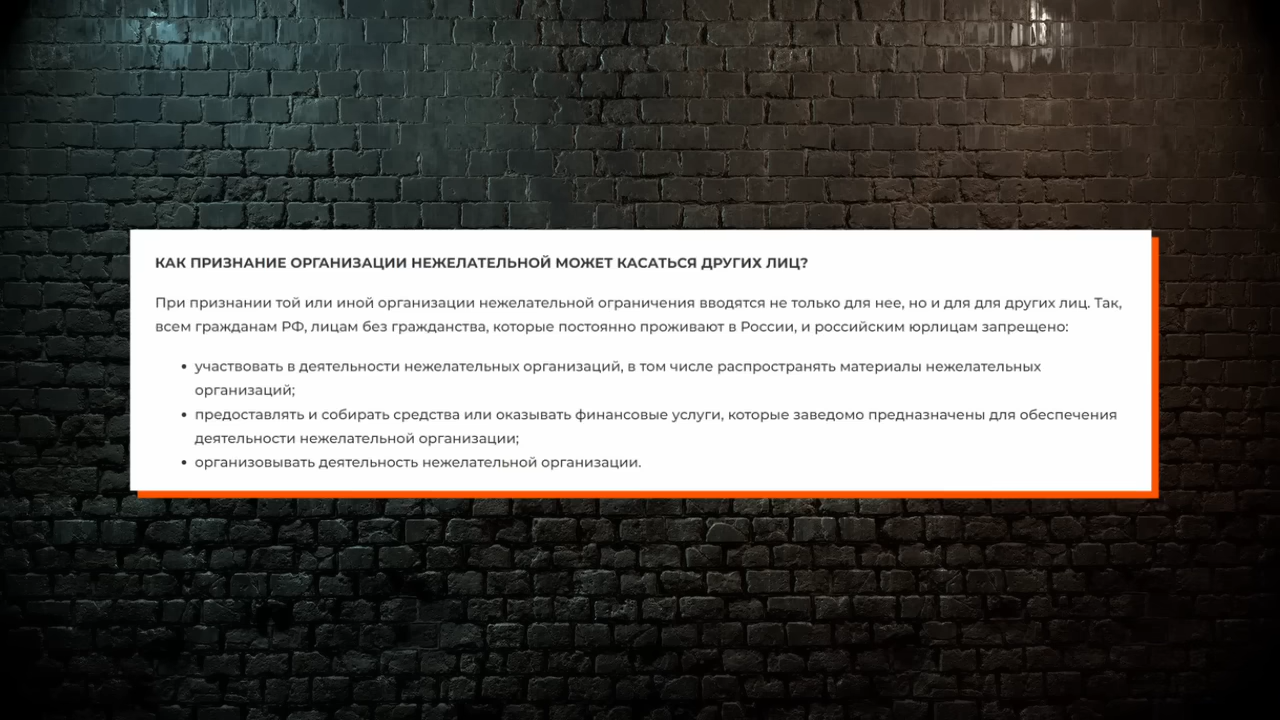 КАК ПРИЗНАНИЕ ОРГАНИЗАЦИИ НЕЖЕЛАТЕЛЬНОЙ МОЖЕТ КАСАТЬСЯ ДРУГИХ ЛИЦ?
При признании той или иной организации нежелательной ограничения вводятся не только для нее, но и для для других лиц. Так,
всем гражданам РФ, лицам без гражданства, которые постоянно проживают в России, и российским юрлицам запрещено:
• участвовать в деятельности нежелательных организаций, в том числе распространять материалы нежелательных
организаций;
• предоставлять и собирать средства или оказывать финансовые услуги, которые заведомо предназначены для обеспечения
деятельности нежелательной организации;
• организовывать деятельность нежелательной организации.